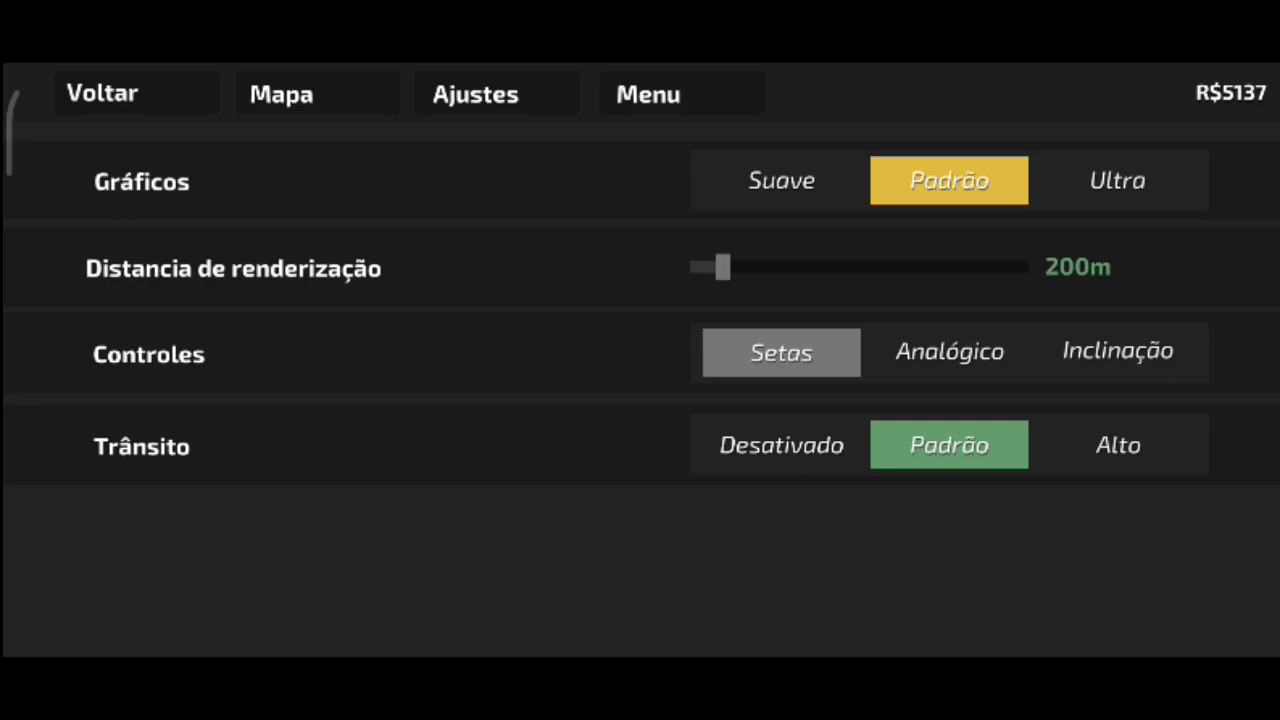 Voltar Mapa Ajustes Menu R$5137
Gráficos Suave Padrão Ultra
Distancia de renderização 200m
Controles Setas Analógico Inclinação
Trânsito Desativado Padrão Alto